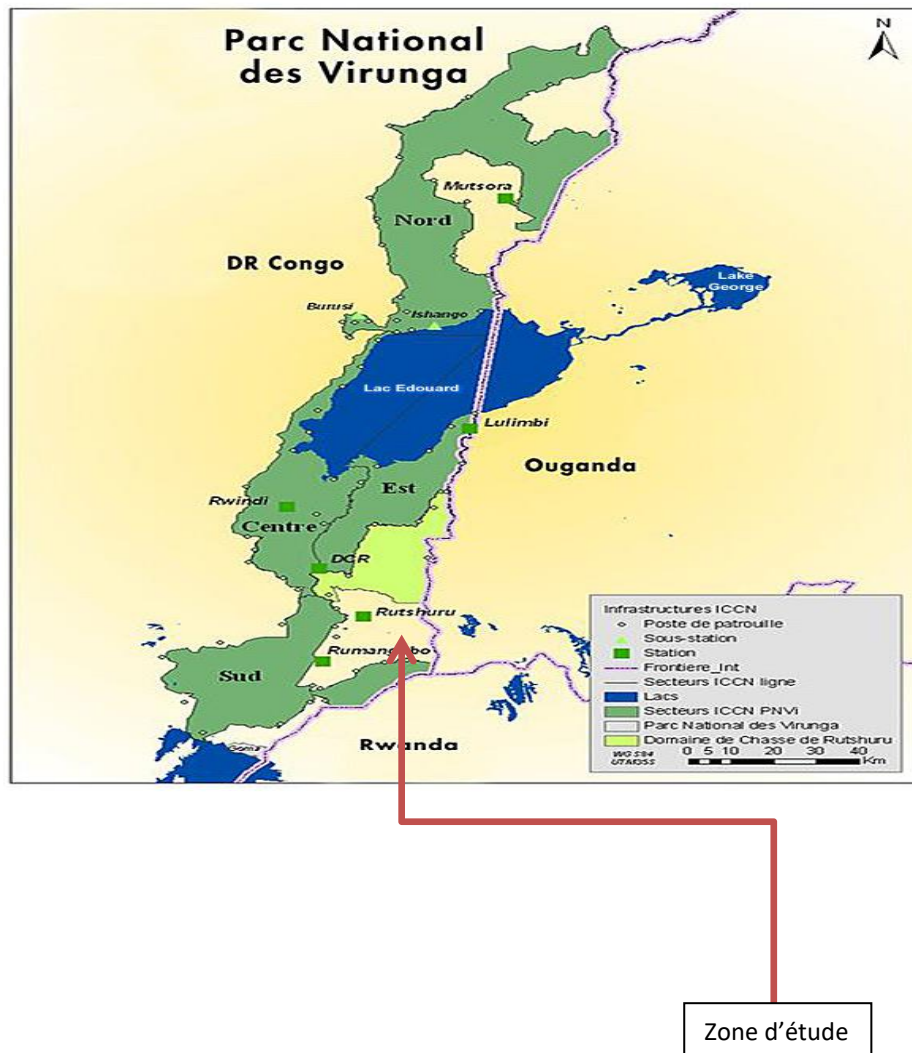 Parc National
des Virunga
N
Mutsora
Nord
DR Congo
Lake
George
Burusi
Ishango
Lac Edouard
Lulimbi
Ouganda
Est
Rwindi
Centre
DCR
Rutshuru
Rumangabo
Sud
Goma
Rwanda
Infrastructures ICCN
Poste de patrouille
Sous-station
Station
Frontiere_Int
Secteurs ICCN ligne
Lacs
Secteurs ICCN PNVi
Parc National des Virunga
Domaine de Chasse de Rutshuru
WGS84
UTM35S
0 5 10 20 30 40
Km
Zone d'étude